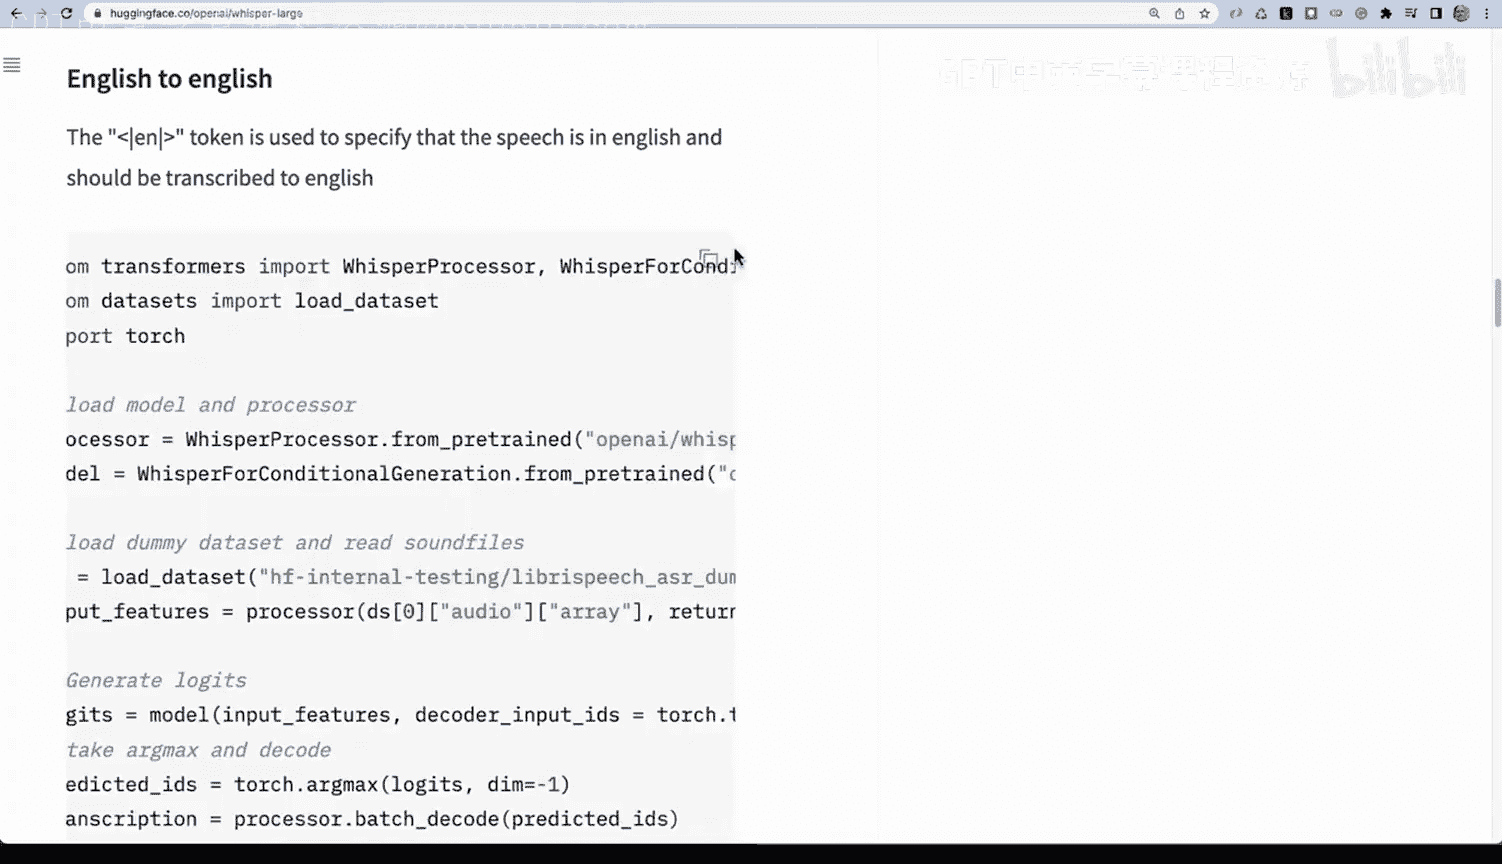 huggingface.co/openai/whisper-large
bilibili
English to english
The "<|en|>" token is used to specify that the speech is in english and
should be transcribed to english
om transformers import WhisperProcessor, WhisperForCondi
om datasets import load_dataset
port torch
load model and processor
ocessor = WhisperProcessor.from_pretrained("openai/whisp
del = WhisperForConditionalGeneration.from_pretrained("o
load dummy dataset and read soundfiles
= load_dataset("hf-internal-testing/librispeech_asr_dum
put_features = processor(ds[0]["audio"]["array"], return
Generate logits
gits = model(input_features, decoder_input_ids = torch.t
take argmax and decode
edicted_ids = torch.argmax(logits, dim=-1)
anscription = processor.batch_decode(predicted_ids)